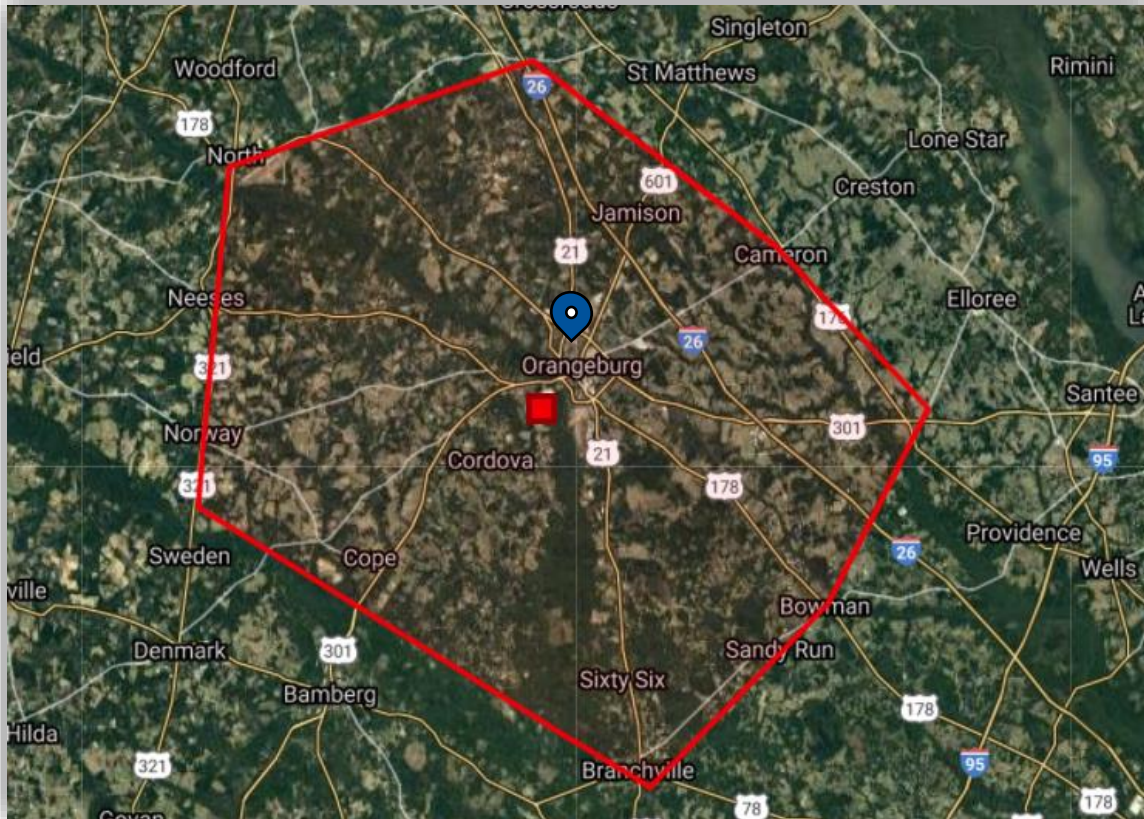 Singleton
Woodford
26
St Matthews
Rimini
178
North
Lone Star
601
Creston
Jamison
21
Cameron
Neeses
Elloree
26
Orangeburg
321
Santee
301
Norway
21
Cordova
95
321
178
Providence
Sweden
Cope
26
Wells
ville
Bowman
Denmark
301
Sandy Run
Sixty Six
Bamberg
178
Hilda
321
95
Branchville
178
78